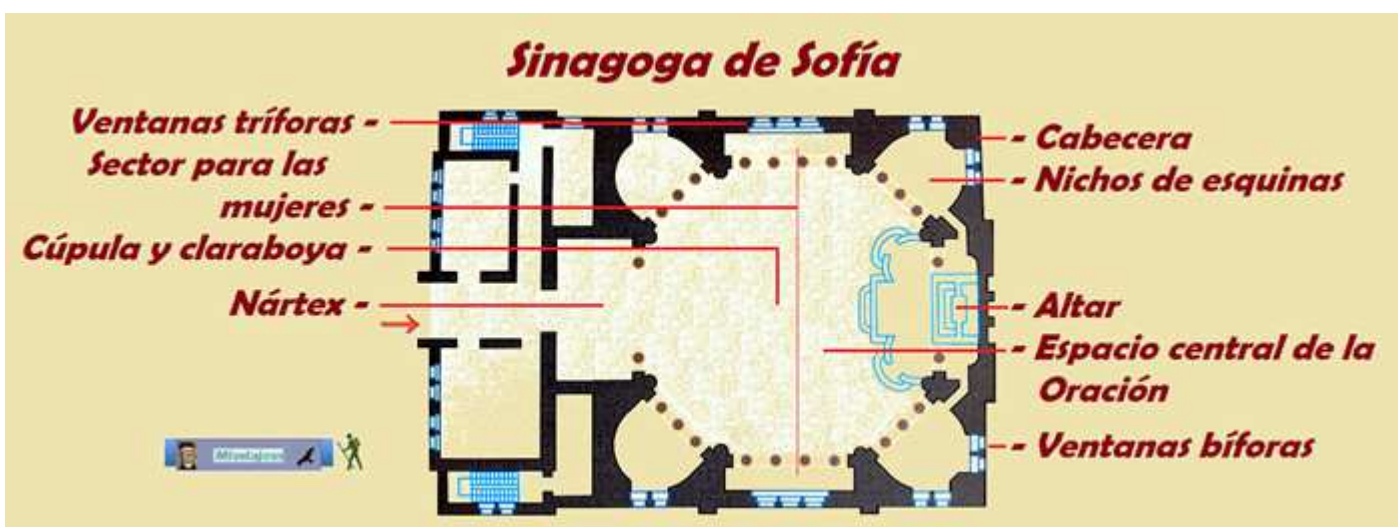 Sinagoga de Sofía
Ventanas tríforas -
Sector para las
mujeres -
Cúpula y claraboya -
Nártex -
- Cabecera
- Nichos de esquinas
- Altar
- Espacio central de la
Oración
- Ventanas bíforas